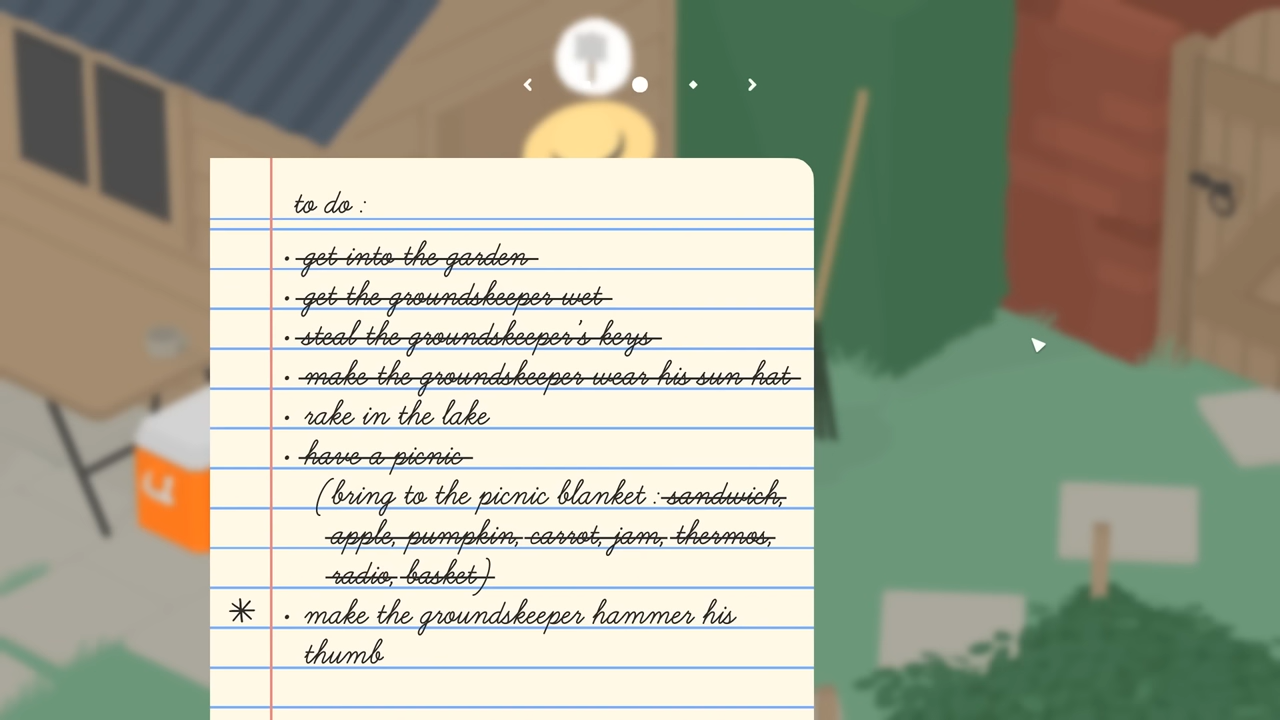 to do :
• get into the garden
• get the groundskeeper wet
• steal the groundskeeper's keys
• make the groundskeeper wear his sun hat
• rake in the lake
• have a picnic
(bring to the picnic blanket : sandwich,
apple, pumpkin, carrot, jam, thermos,
radio, basket)
• make the groundskeeper hammer his
thumb